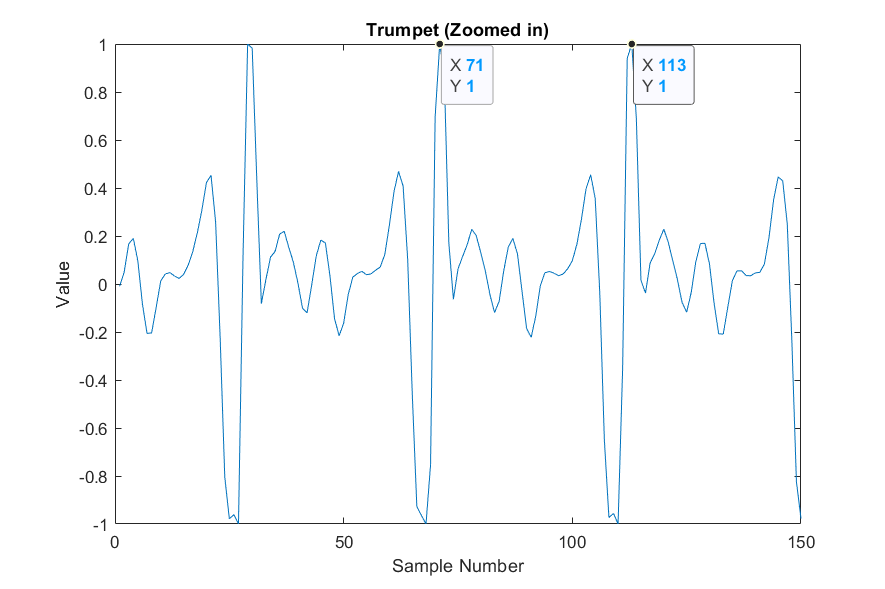 Trumpet (Zoomed in)
1
0.8
0.6
0.4
0.2
0
-0.2
-0.4
-0.6
-0.8
-1
Value
X 71
Y 1
X 113
Y 1
0 50 100 150
Sample Number